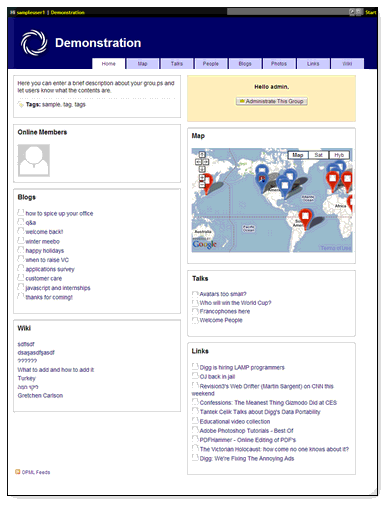 sampleuser1 | Demonstration
Start
Demonstration
Home Map Talks People Blogs Photos Links Wiki
Here you can enter a brief description about your groups and
let users know what the contents are.
Tags: sample, tag, tags
Hello admin.
Administrate This Group
Online Members
Blogs
how to spice up your office
q&a
welcome back!
winter meebo
happy holidays
when to raise VC
applications survey
customer care
javascript and internships
thanks for coming!
Wiki
sdfsdf
dsaşasdfşasdf
??????
What to add and how to add it
Turkey
ליקוי חמה
Gretchen Carlson
OPML Feeds
Map
Map Sat Hyb
Atlantic
Ocean
Africa
Pacific
Ocean
Australia
Google
Terms of Use
Talks
Avatars too small?
Who will win the World Cup?
Francophones here
Welcome People
Links
Digg is hiring LAMP programmers
OJ back in jail
Revision3's Web Drifter (Martin Sargent) on CNN this
weekend
Confessions: The Meanest Thing Gizmodo Did at CES
Tantek Celik Talks about Digg's Data Portability
Educational video collection
Adobe Photoshop Tutorials - Best Of
PDFHammer - Online Editing of PDF's
The Victorian Holocaust: how come no one knows about it?
Digg: We're Fixing The Annoying Ads